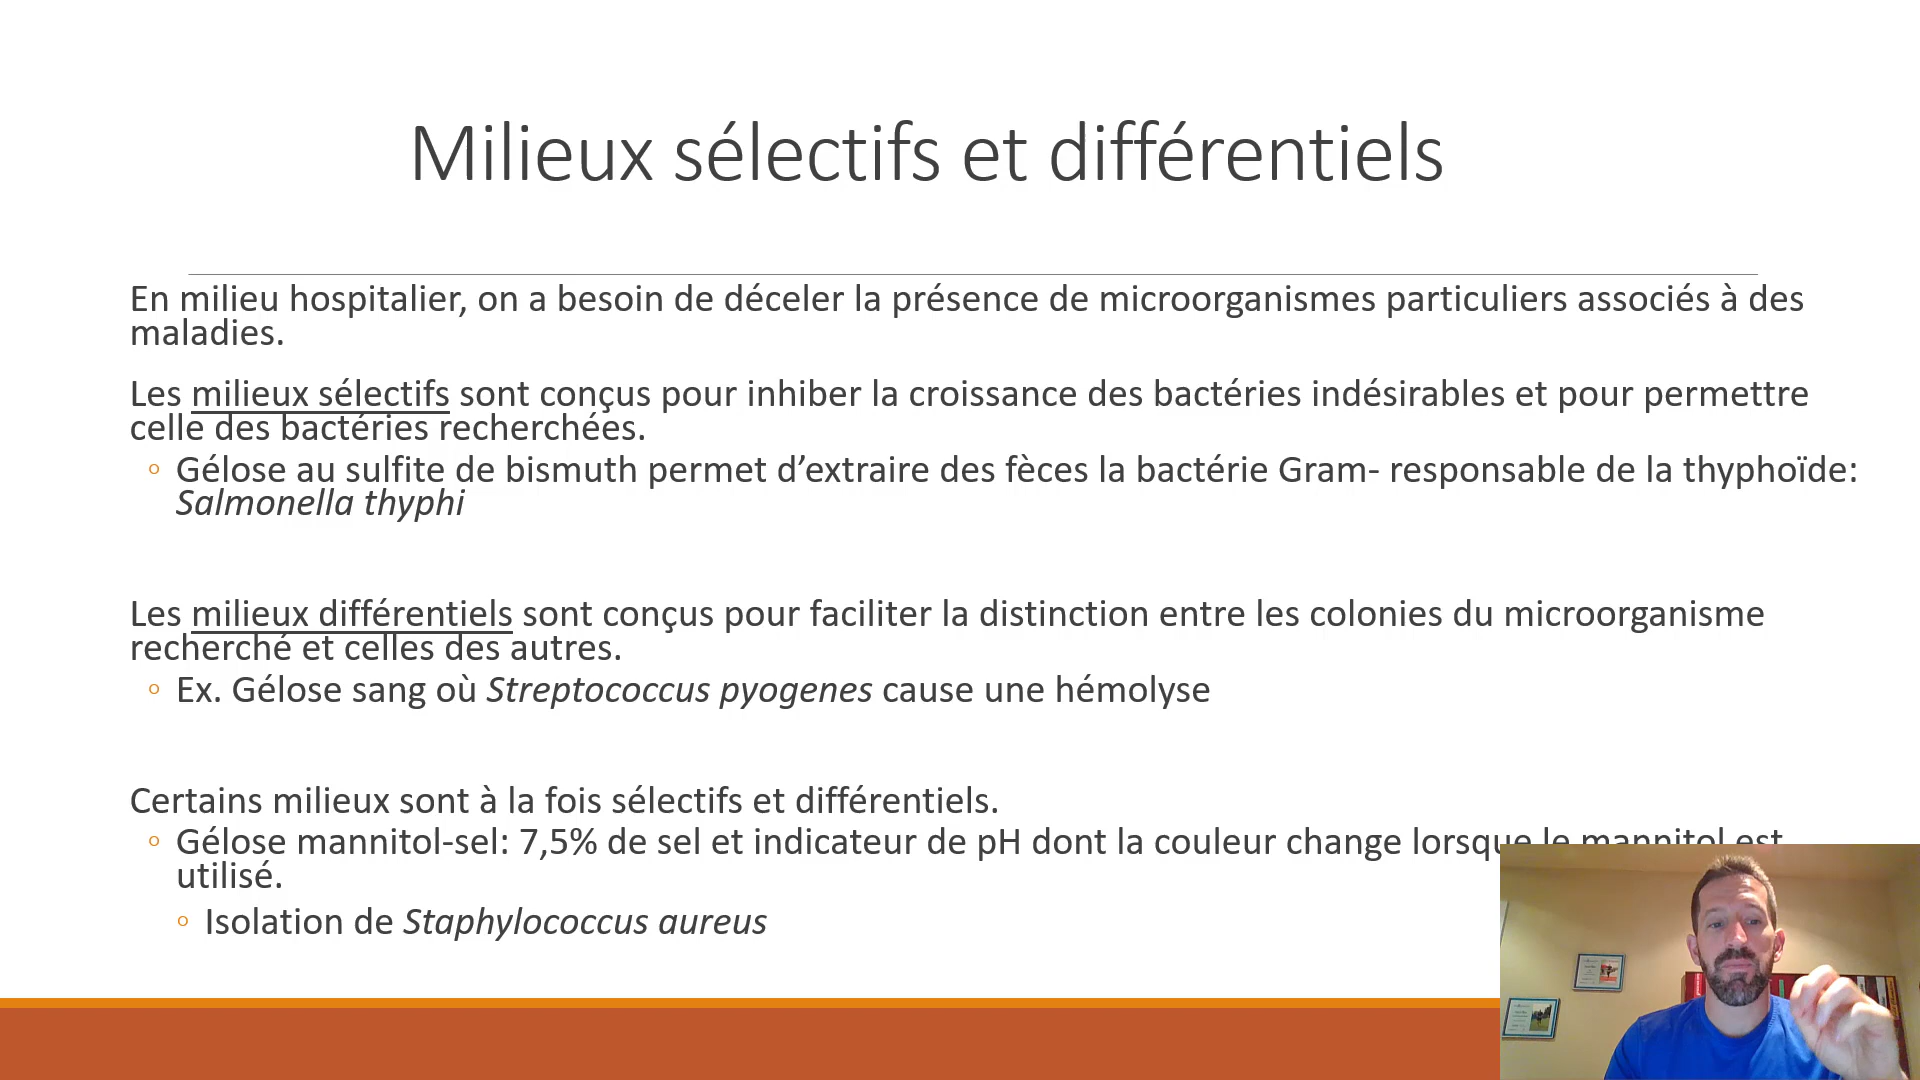 Milieux sélectifs et différentiels
En milieu hospitalier, on a besoin de déceler la présence de microorganismes particuliers associés à des
maladies.
Les milieux sélectifs sont conçus pour inhiber la croissance des bactéries indésirables et pour permettre
celle des bactéries recherchées.
◦ Gélose au sulfite de bismuth permet d’extraire des fèces la bactérie Gram- responsable de la thyphoïde:
Salmonella thyphi
Les milieux différentiels sont conçus pour faciliter la distinction entre les colonies du microorganisme
recherché et celles des autres.
◦ Ex. Gélose sang où Streptococcus pyogenes cause une hémolyse
Certains milieux sont à la fois sélectifs et différentiels.
◦ Gélose mannitol-sel: 7,5% de sel et indicateur de pH dont la couleur change lorsque le mannitol est
utilisé.
◦ Isolation de Staphylococcus aureus